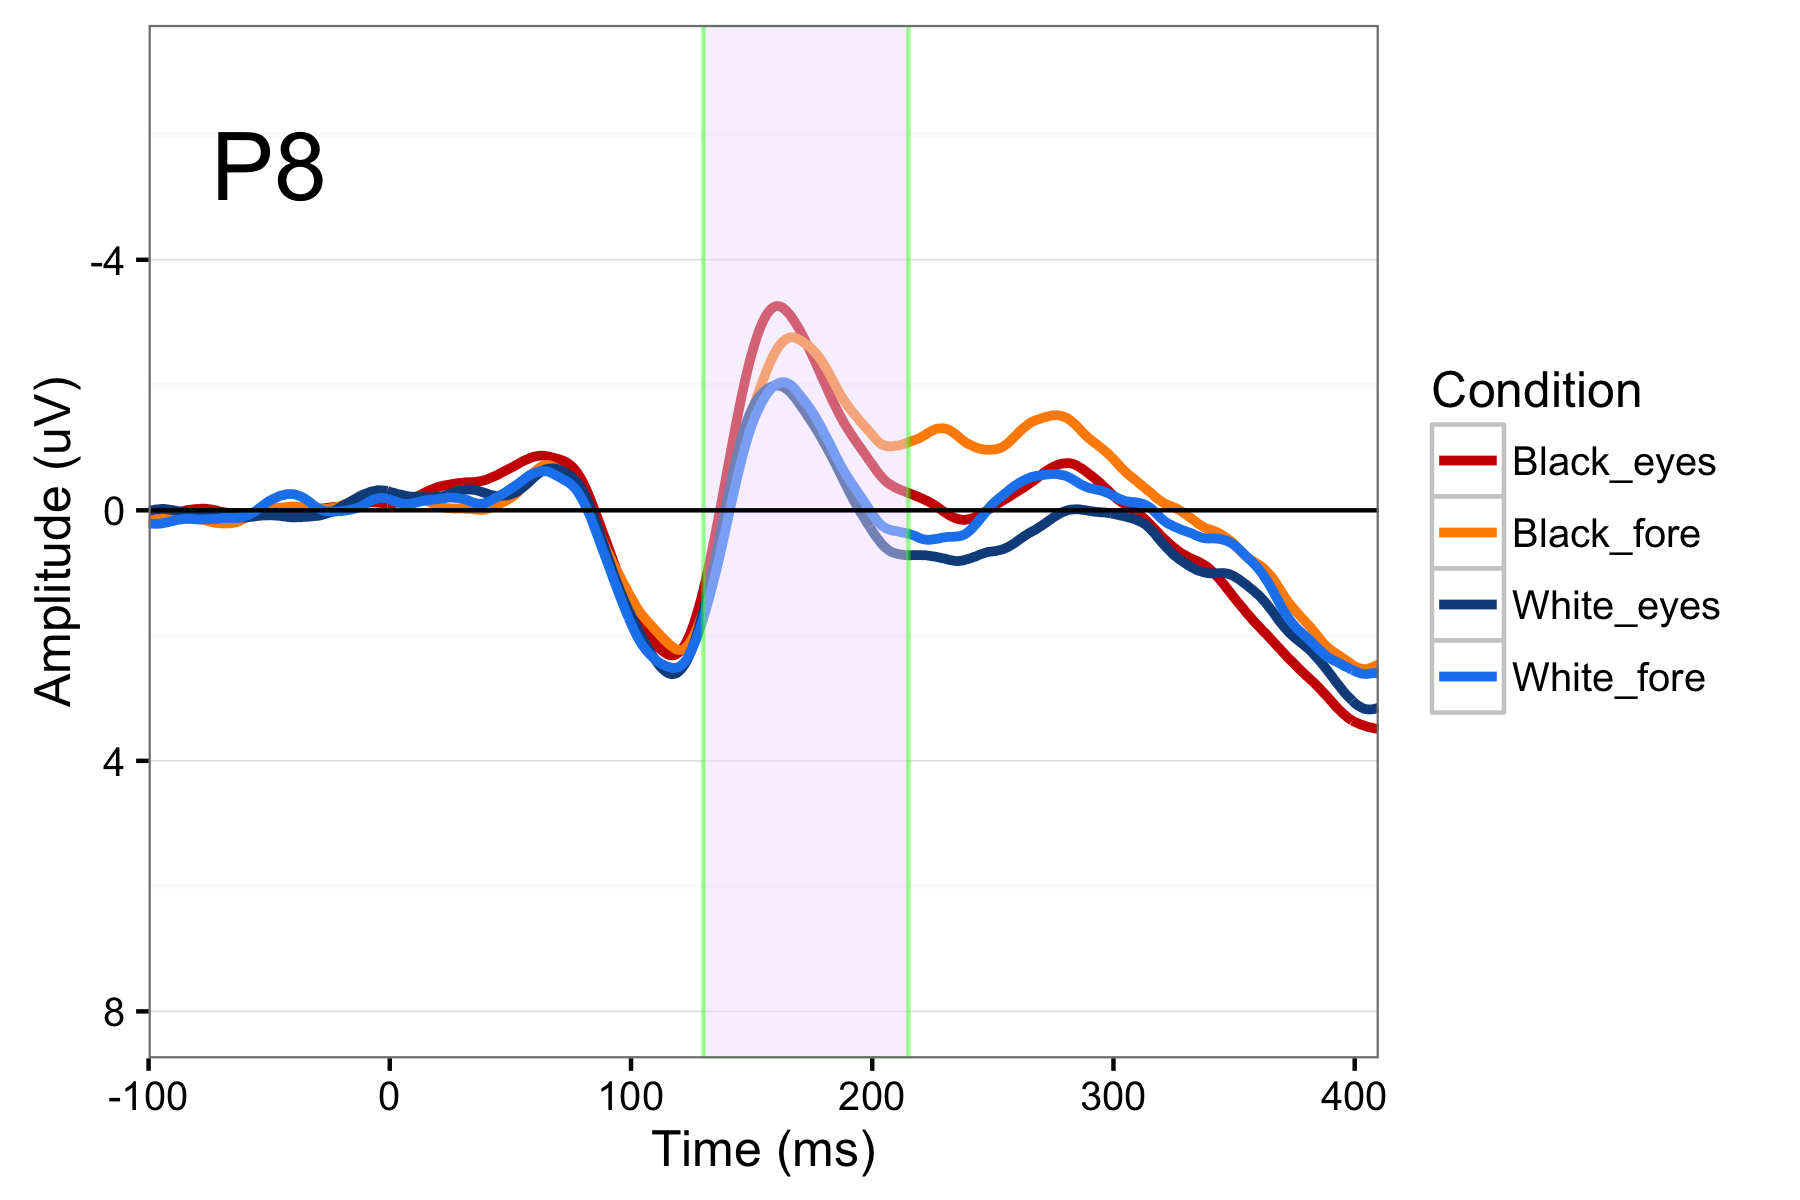 P8
-4
0
4
8
Amplitude (uV)
-100 0 100 200 300 400
Time (ms)
Condition
Black_eyes
Black_fore
White_eyes
White_fore